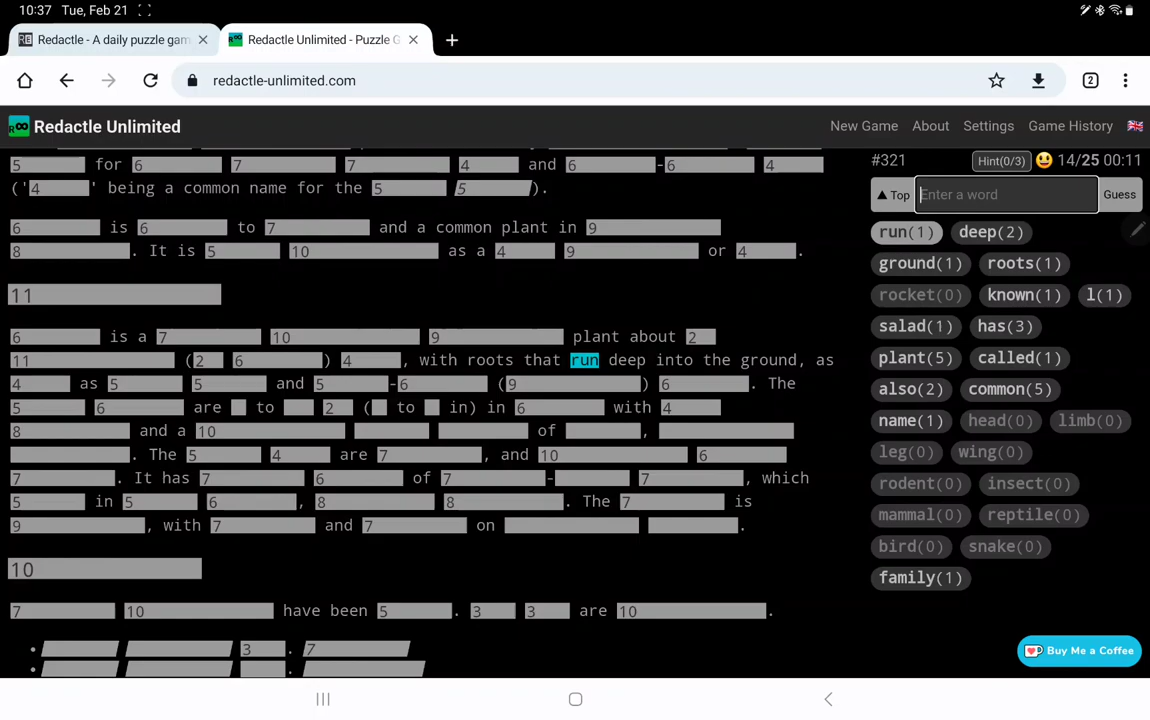 10:37 Tue, Feb 21
Redactle - A daily puzzle gam
Redactle Unlimited - Puzzle G
redactle-unlimited.com
2
Redactle Unlimited
New Game About Settings Game History
5 for 6 7 7 4 and 6 -6 4
('4 ' being a common name for the 5 5 ).
6 is 6 to 7 and a common plant in 9
8 . It is 5 10 as a 4 9 or 4 .
11
6 is a 7 10 9 plant about 2
11 (2 6 ) 4 , with roots that run deep into the ground, as
4 as 5 5 and 5 -6 (9 ) 6 . The
5 6 are to 2 ( to in) in 6 with 4
8 and a 10 of ,
. The 5 4 are 7 , and 10 6
7 . It has 7 6 of 7 - 7 , which
5 in 5 6 , 8 8 . The 7 is
9 , with 7 and 7 on .
10
7 10 have been 5 . 3 3 are 10 .
• 3 . 7
• .
#321 Hint(0/3) 14/25 00:11
▲ Top Enter a word Guess
run(1) deep(2)
ground(1) roots(1)
rocket(0) known(1) l(1)
salad(1) has(3)
plant(5) called(1)
also(2) common(5)
name(1) head(0) limb(0)
leg(0) wing(0)
rodent(0) insect(0)
mammal(0) reptile(0)
bird(0) snake(0)
family(1)
Buy Me a Coffee